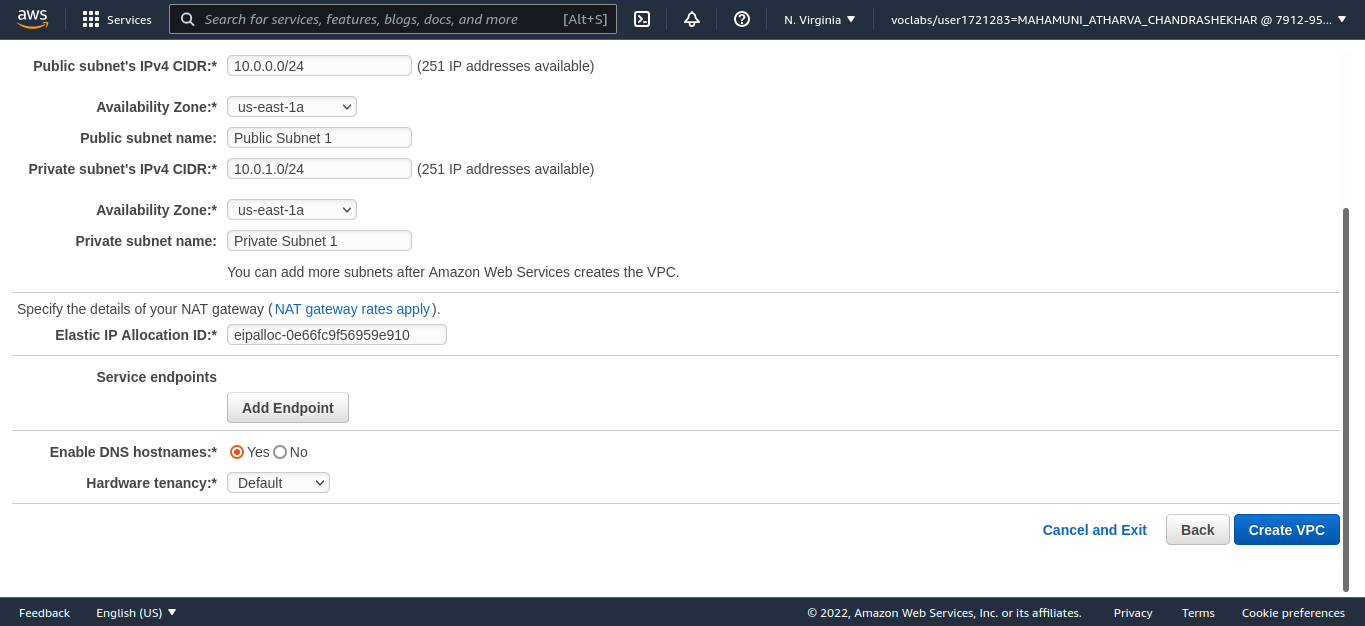 aws Services Search for services, features, blogs, docs, and more [Alt+S] N. Virginia voclabs/user1721283=MAHAMUNI_ATHARVA_CHANDRASHEKHAR @ 7912-95...
Public subnet's IPv4 CIDR:* 10.0.0.0/24 (251 IP addresses available)
Availability Zone:* us-east-1a
Public subnet name: Public Subnet 1
Private subnet's IPv4 CIDR:* 10.0.1.0/24 (251 IP addresses available)
Availability Zone:* us-east-1a
Private subnet name: Private Subnet 1
You can add more subnets after Amazon Web Services creates the VPC.
Specify the details of your NAT gateway (NAT gateway rates apply).
Elastic IP Allocation ID:* eipalloc-0e66fc9f56959e910
Service endpoints
Add Endpoint
Enable DNS hostnames:* Yes No
Hardware tenancy:* Default
Cancel and Exit Back Create VPC
Feedback English (US) © 2022, Amazon Web Services, Inc. or its affiliates. Privacy Terms Cookie preferences